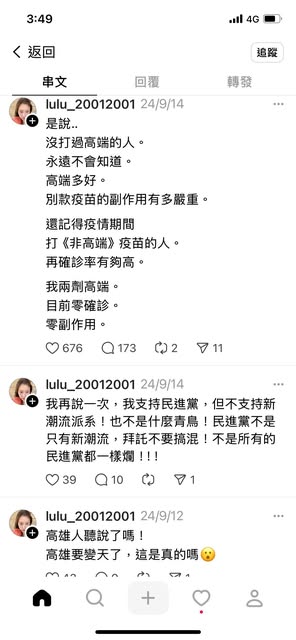 3:49
4G
返回
追蹤
串文
回覆
轉發
lulu_20012001 24/9/14
是說..
沒打過高端的人。
永遠不會知道。
高端多好。
別款疫苗的副作用有多嚴重。
還記得疫情期間
打《非高端》疫苗的人。
再確診率有夠高。
我兩劑高端。
目前零確診。
零副作用。
676 173 2 11
lulu_20012001 24/9/14
我再說一次，我支持民進黨，但不支持新
潮流派系！也不是什麼青鳥！民進黨不是
只有新潮流，拜託不要搞混！不是所有的
民進黨都一樣爛！!!
39 10 1
lulu_20012001 24/9/12
高雄人聽說了嗎！
高雄要變天了，這是真的嗎😮